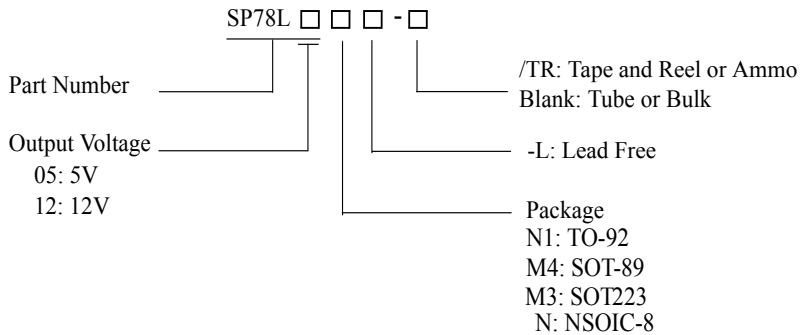 SP78L □ □ □ - □
Part Number
Output Voltage
05: 5V
12: 12V
/TR: Tape and Reel or Ammo
Blank: Tube or Bulk
-L: Lead Free
Package
N1: TO-92
M4: SOT-89
M3: SOT223
N: NSOIC-8